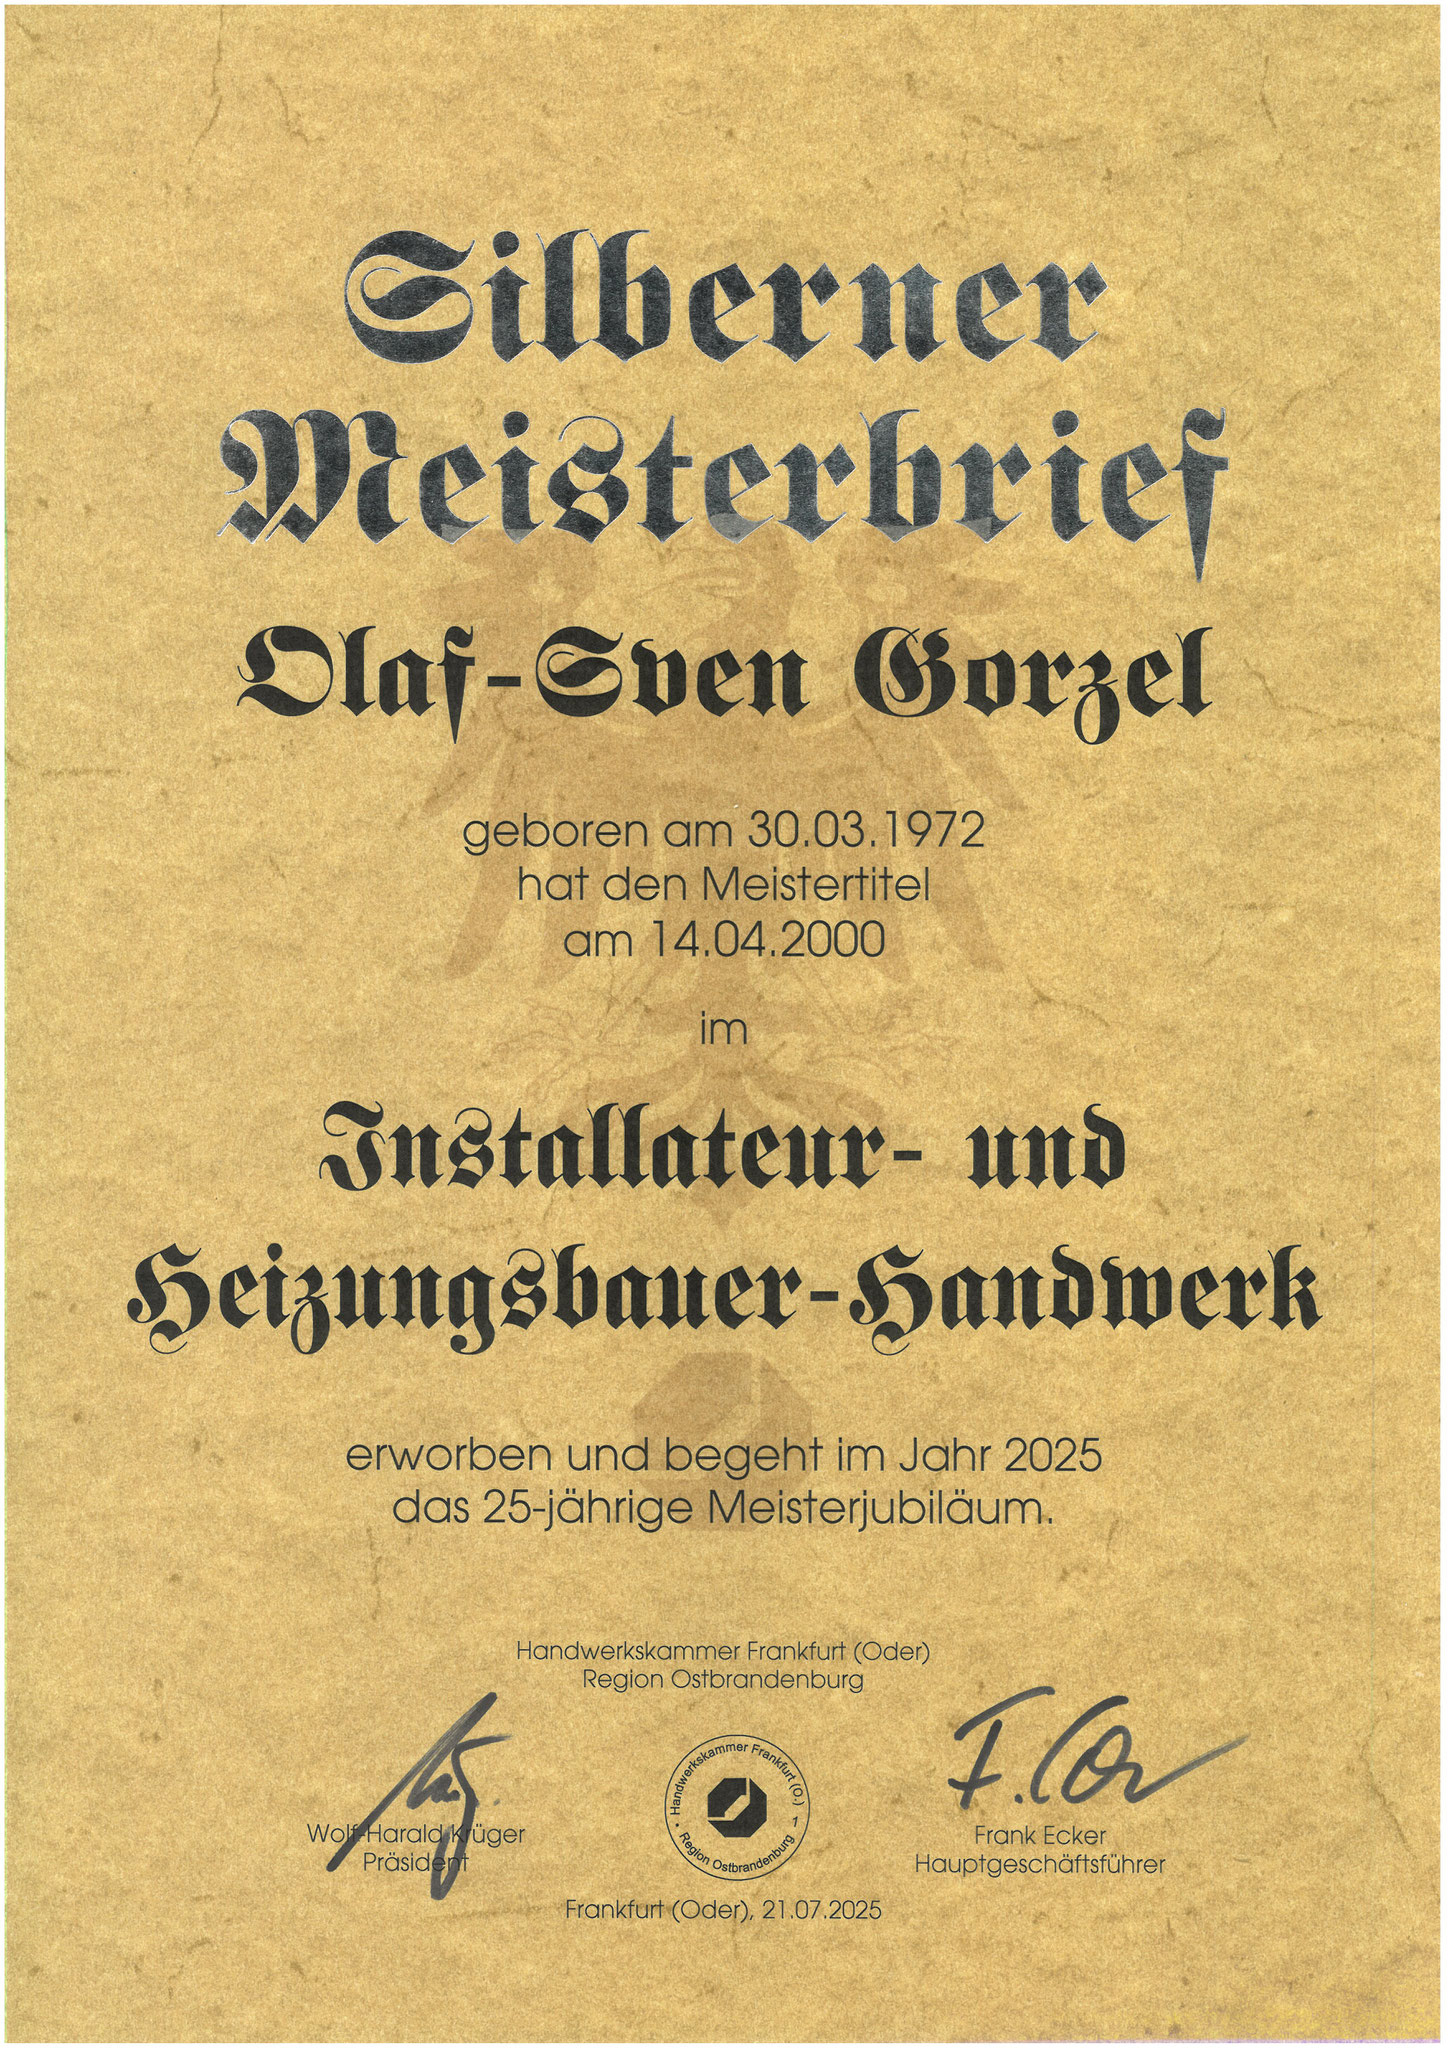 Silberner
Meisterbrief
Olaf-Sven Gorzel
geboren am 30.03.1972
hat den Meistertitel
am 14.04.2000
im
Installateur- und
Heizungsbauer-Handwerk
erworben und begeht im Jahr 2025
das 25-jährige Meisterjubiläum.
Handwerkskammer Frankfurt (Oder)
Region Ostbrandenburg
Handwerkskammer Frankfurt (O.) 1
Region Ostbrandenburg
Wolf-Harald Krüger
Präsident
Frank Ecker
Hauptgeschäftsführer
Frankfurt (Oder), 21.07.2025